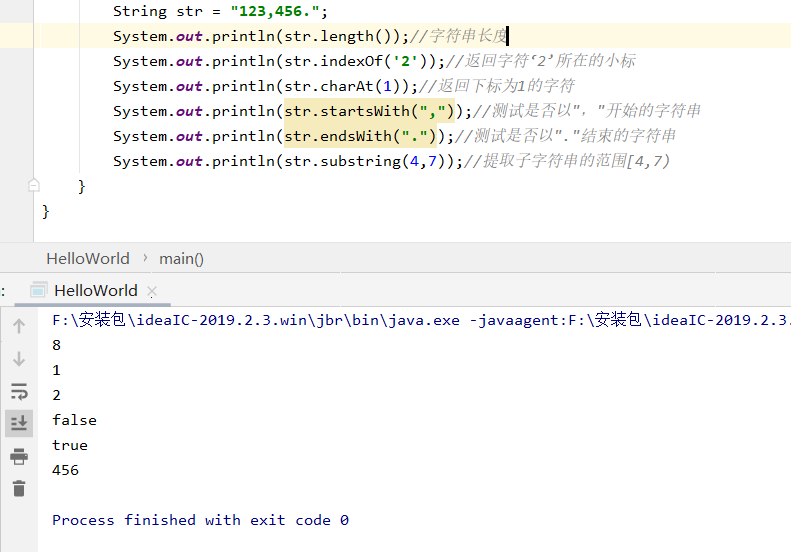 String str = "123,456.";
System.out.println(str.length());//字符串长度
System.out.println(str.indexOf('2'));//返回字符‘2’所在的小标
System.out.println(str.charAt(1));//返回下标为1的字符
System.out.println(str.startsWith(","));//测试是否以","开始的字符串
System.out.println(str.endsWith("."));//测试是否以"."结束的字符串
System.out.println(str.substring(4,7));//提取子字符串的范围[4,7)
}
}
HelloWorld › main()
: HelloWorld ×
F:\安装包\ideaIC-2019.2.3.win\jbr\bin\java.exe -javaagent:F:\安装包\ideaIC-2019.2.3.
8
1
2
false
true
456
Process finished with exit code 0